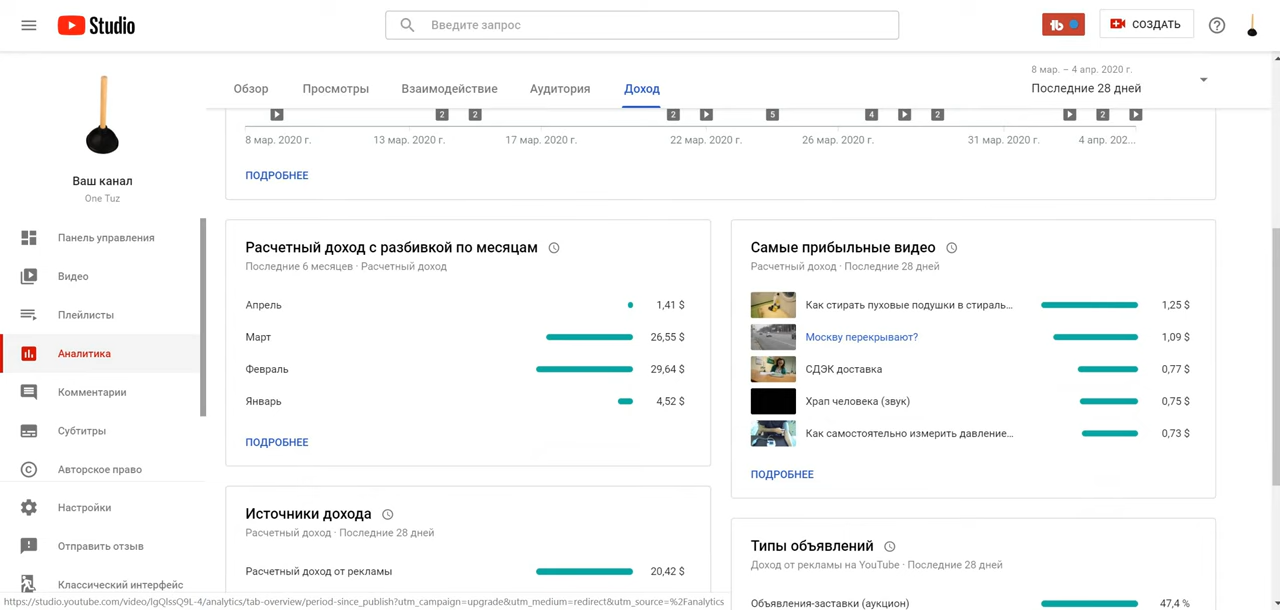 Studio
Введите запрос
СОЗДАТЬ
Обзор
Просмотры
Взаимодействие
Аудитория
Доход
8 мар. – 4 апр. 2020 г.
Последние 28 дней
Ваш канал
One Tuz
Панель управления
Видео
Плейлисты
Аналитика
Комментарии
Субтитры
Авторское право
Настройки
Отправить отзыв
Классический интерфейс
2 2 2 5 4 2 2
8 мар. 2020 г. 13 мар. 2020 г. 17 мар. 2020 г. 22 мар. 2020 г. 26 мар. 2020 г. 31 мар. 2020 г. 4 апр. 202...
ПОДРОБНЕЕ
Расчетный доход с разбивкой по месяцам
Последние 6 месяцев · Расчетный доход
Апрель 1,41 $
Март 26,55 $
Февраль 29,64 $
Январь 4,52 $
ПОДРОБНЕЕ
Самые прибыльные видео
Расчетный доход · Последние 28 дней
Как стирать пуховые подушки в стираль... 1,25 $
Москву перекрывают? 1,09 $
СДЭК доставка 0,77 $
Храп человека (звук) 0,75 $
Как самостоятельно измерить давление... 0,73 $
ПОДРОБНЕЕ
Источники дохода
Расчетный доход · Последние 28 дней
Расчетный доход от рекламы 20,42 $
Типы объявлений
Доход от рекламы на YouTube · Последние 28 дней
Объявления-заставки (аукцион) 47,4 %
https://studio.youtube.com/video/lgQlssQ9L-4/analytics/tab-overview/period-since_publish?utm_campaign=upgrade&utm_medium=redirect&utm_source=%2Fanalytics